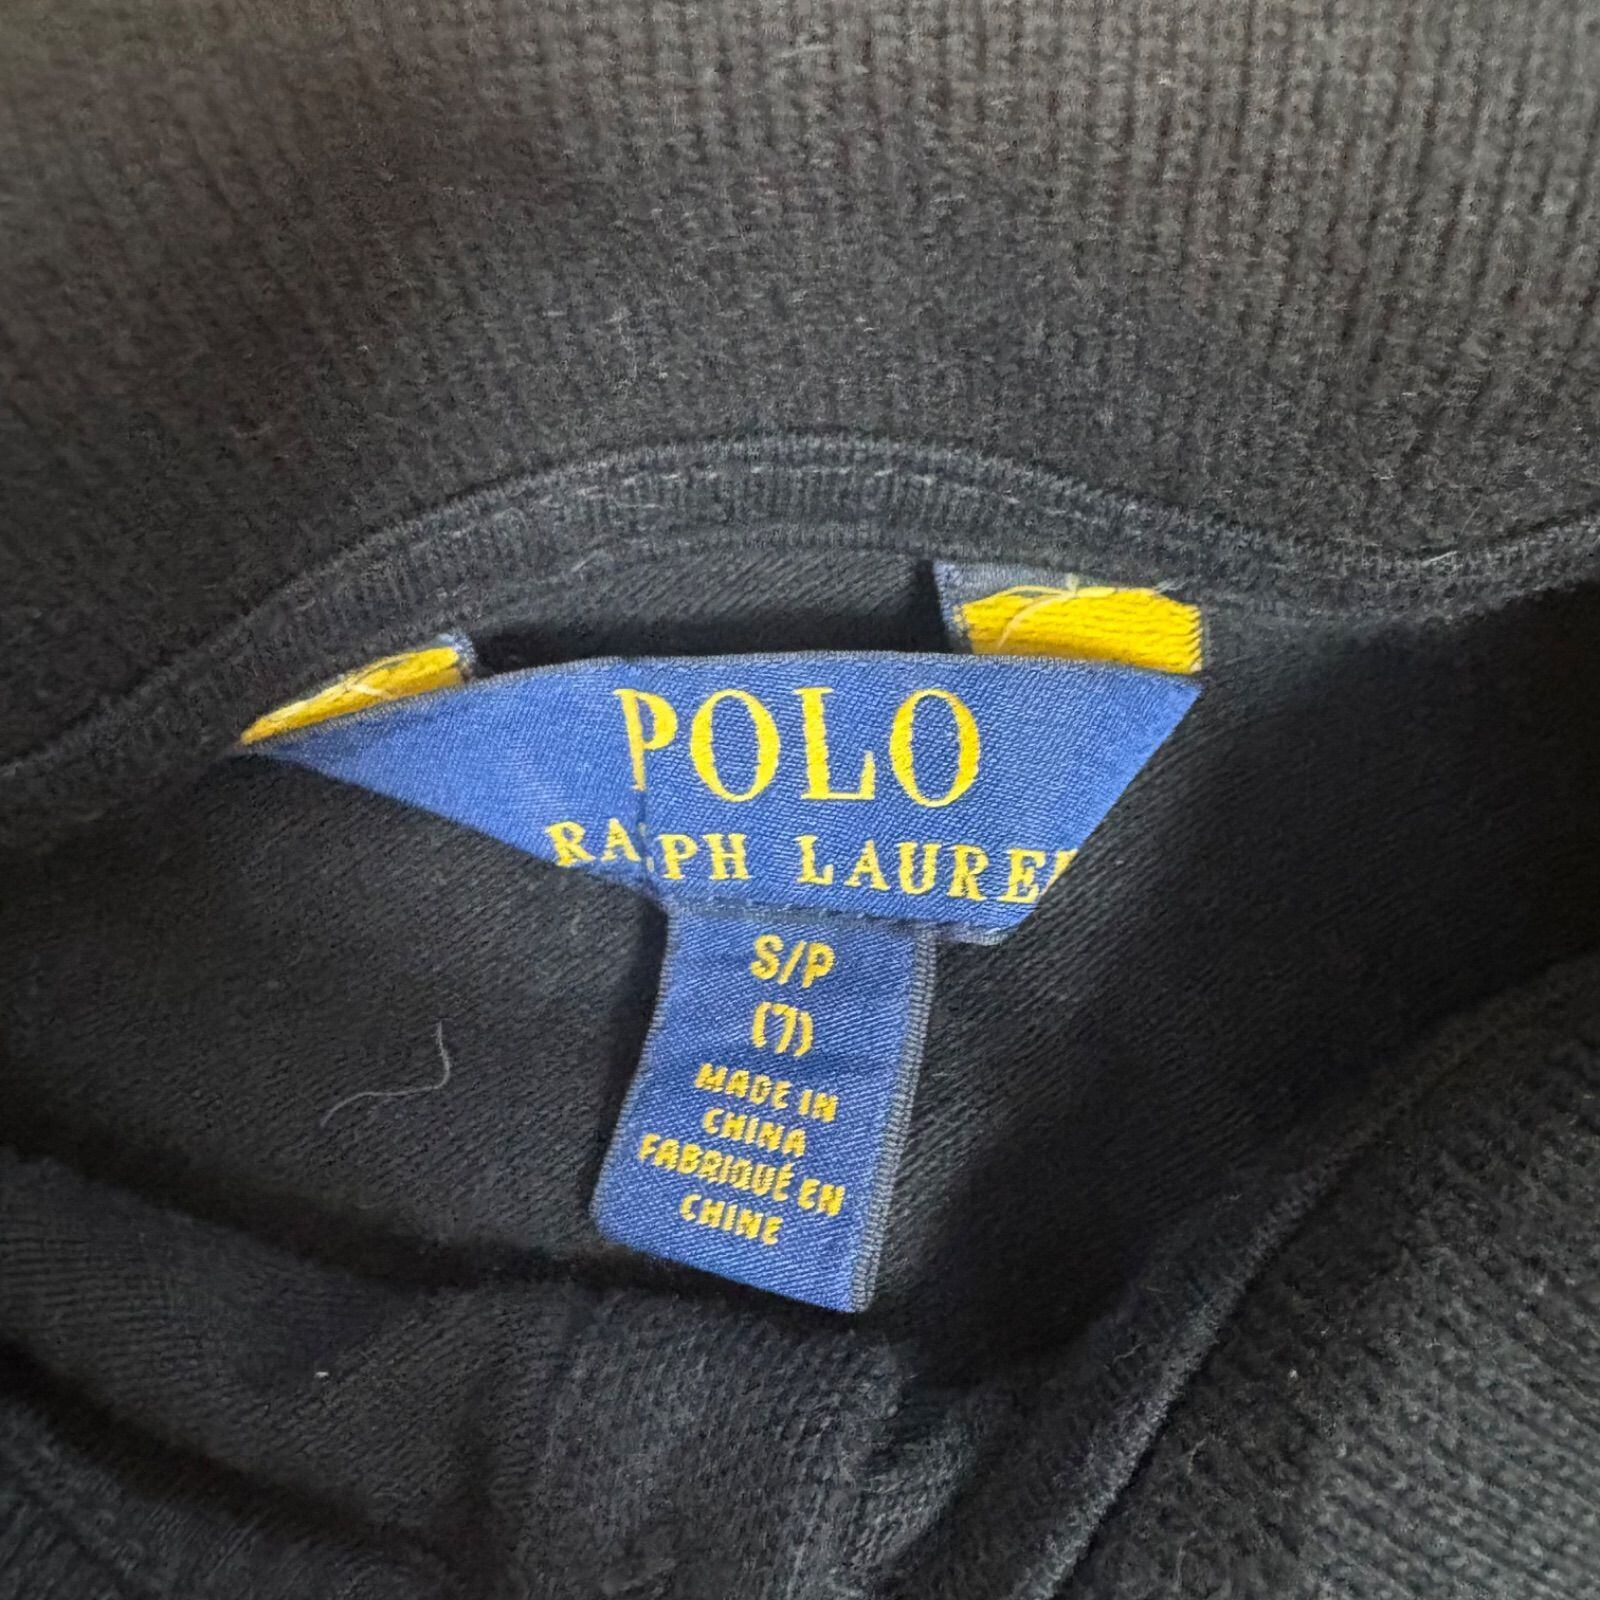 POLO
RALPH LAUREN
S/P
(7)
MADE IN
CHINA
FABRIQUÉ EN
CHINE